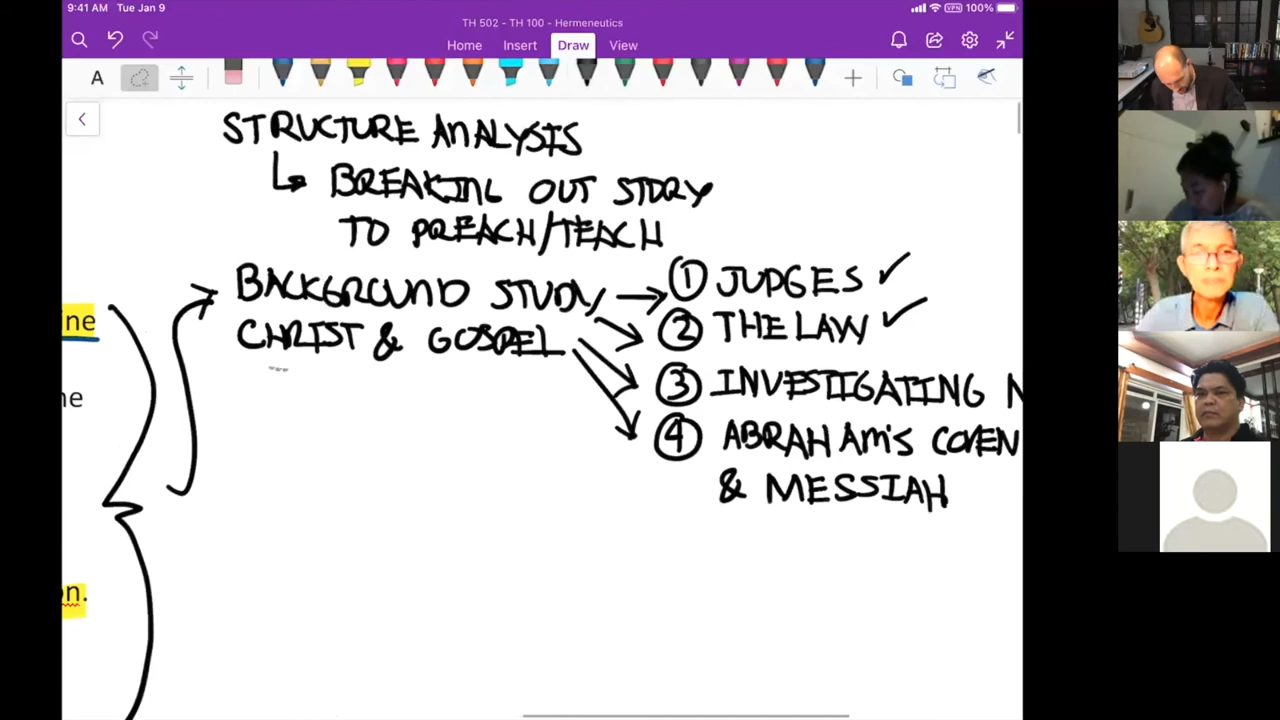 9:41 AM Tue Jan 9
VPN 100%
TH 502 - TH 100 - Hermeneutics
Home Insert Draw View
A
STRUCTURE ANALYSIS
BREAKING OUT STORY
TO PREACH/TEACH
BACKGROUND STUDY
CHRIST & GOSPEL
1 JUDGES ✓
2 THE LAW ✓
3 INVESTIGATING N
4 ABRAHAM'S COVEN
& MESSIAH
ine
ne
on.